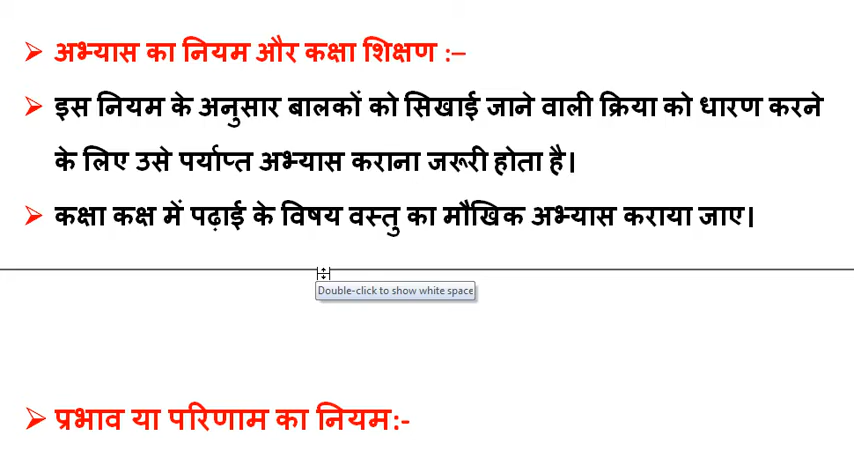 ➢ अभ्यास का नियम और कक्षा शिक्षण :–
➢ इस नियम के अनुसार बालकों को सिखाई जाने वाली क्रिया को धारण करने
के लिए उसे पर्याप्त अभ्यास कराना जरूरी होता है।
➢ कक्षा कक्ष में पढ़ाई के विषय वस्तु का मौखिक अभ्यास कराया जाए।
Double-click to show white space
➢ प्रभाव या परिणाम का नियम:-